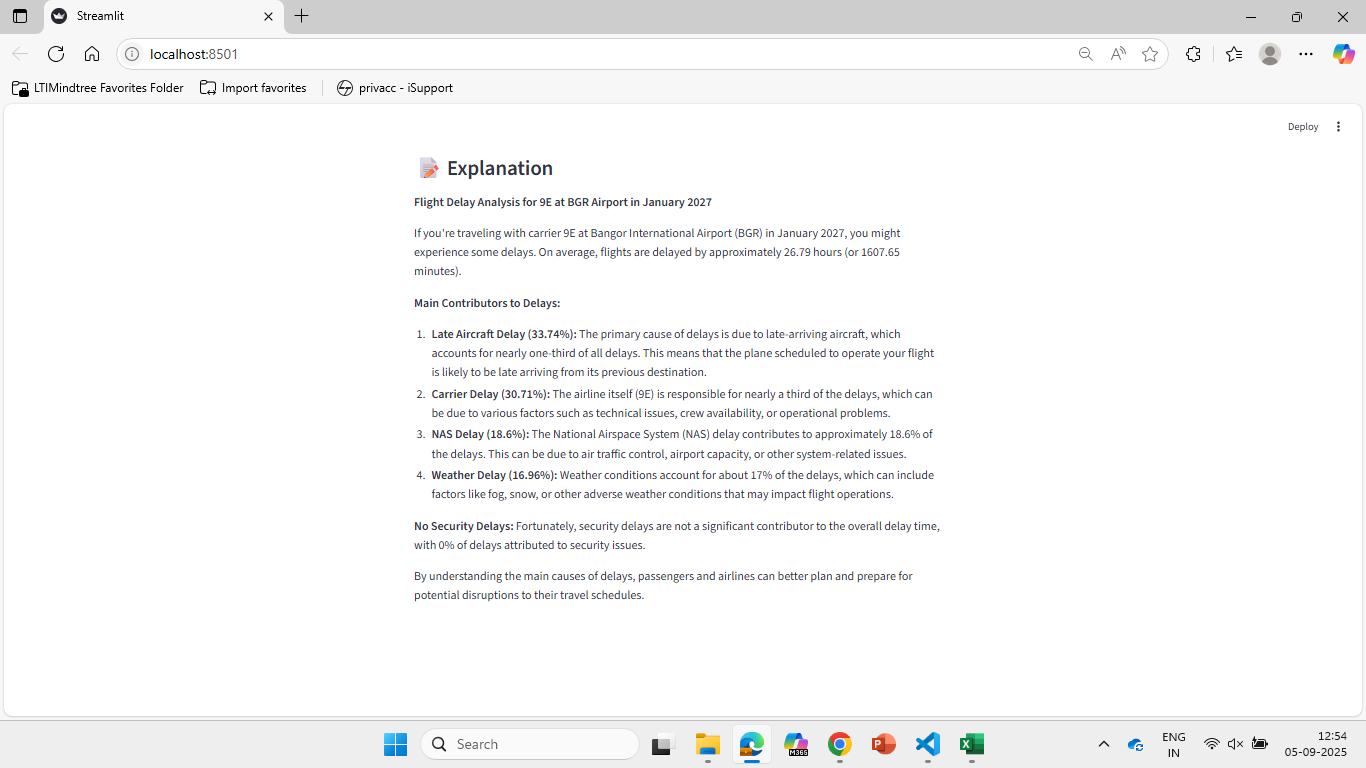 Streamlit
localhost:8501
LTIMindtree Favorites Folder
Import favorites
privacc - iSupport
Deploy
Explanation
Flight Delay Analysis for 9E at BGR Airport in January 2027
If you're traveling with carrier 9E at Bangor International Airport (BGR) in January 2027, you might
experience some delays. On average, flights are delayed by approximately 26.79 hours (or 1607.65
minutes).
Main Contributors to Delays:
1. Late Aircraft Delay (33.74%): The primary cause of delays is due to late-arriving aircraft, which
accounts for nearly one-third of all delays. This means that the plane scheduled to operate your flight
is likely to be late arriving from its previous destination.
2. Carrier Delay (30.71%): The airline itself (9E) is responsible for nearly a third of the delays, which can
be due to various factors such as technical issues, crew availability, or operational problems.
3. NAS Delay (18.6%): The National Airspace System (NAS) delay contributes to approximately 18.6% of
the delays. This can be due to air traffic control, airport capacity, or other system-related issues.
4. Weather Delay (16.96%): Weather conditions account for about 17% of the delays, which can include
factors like fog, snow, or other adverse weather conditions that may impact flight operations.
No Security Delays: Fortunately, security delays are not a significant contributor to the overall delay time,
with 0% of delays attributed to security issues.
By understanding the main causes of delays, passengers and airlines can better plan and prepare for
potential disruptions to their travel schedules.
Search
M365
ENG
IN
12:54
05-09-2025